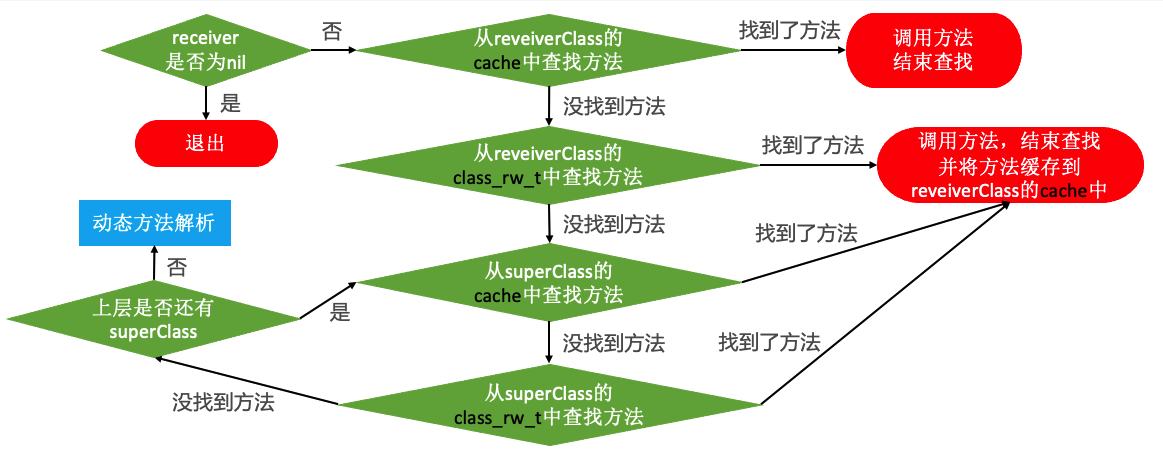 receiver
是否为nil
否
从reveiverClass的
cache中查找方法
找到了方法
调用方法
结束查找
是
没找到方法
退出
从reveiverClass的
class_rw_t中查找方法
找到了方法
调用方法，结束查找
并将方法缓存到
reveiverClass的cache中
动态方法解析
没找到方法
找到了方法
否
从superClass的
cache中查找方法
上层是否还有
superClass
是
没找到方法
找到了方法
没找到方法
从superClass的
class_rw_t中查找方法